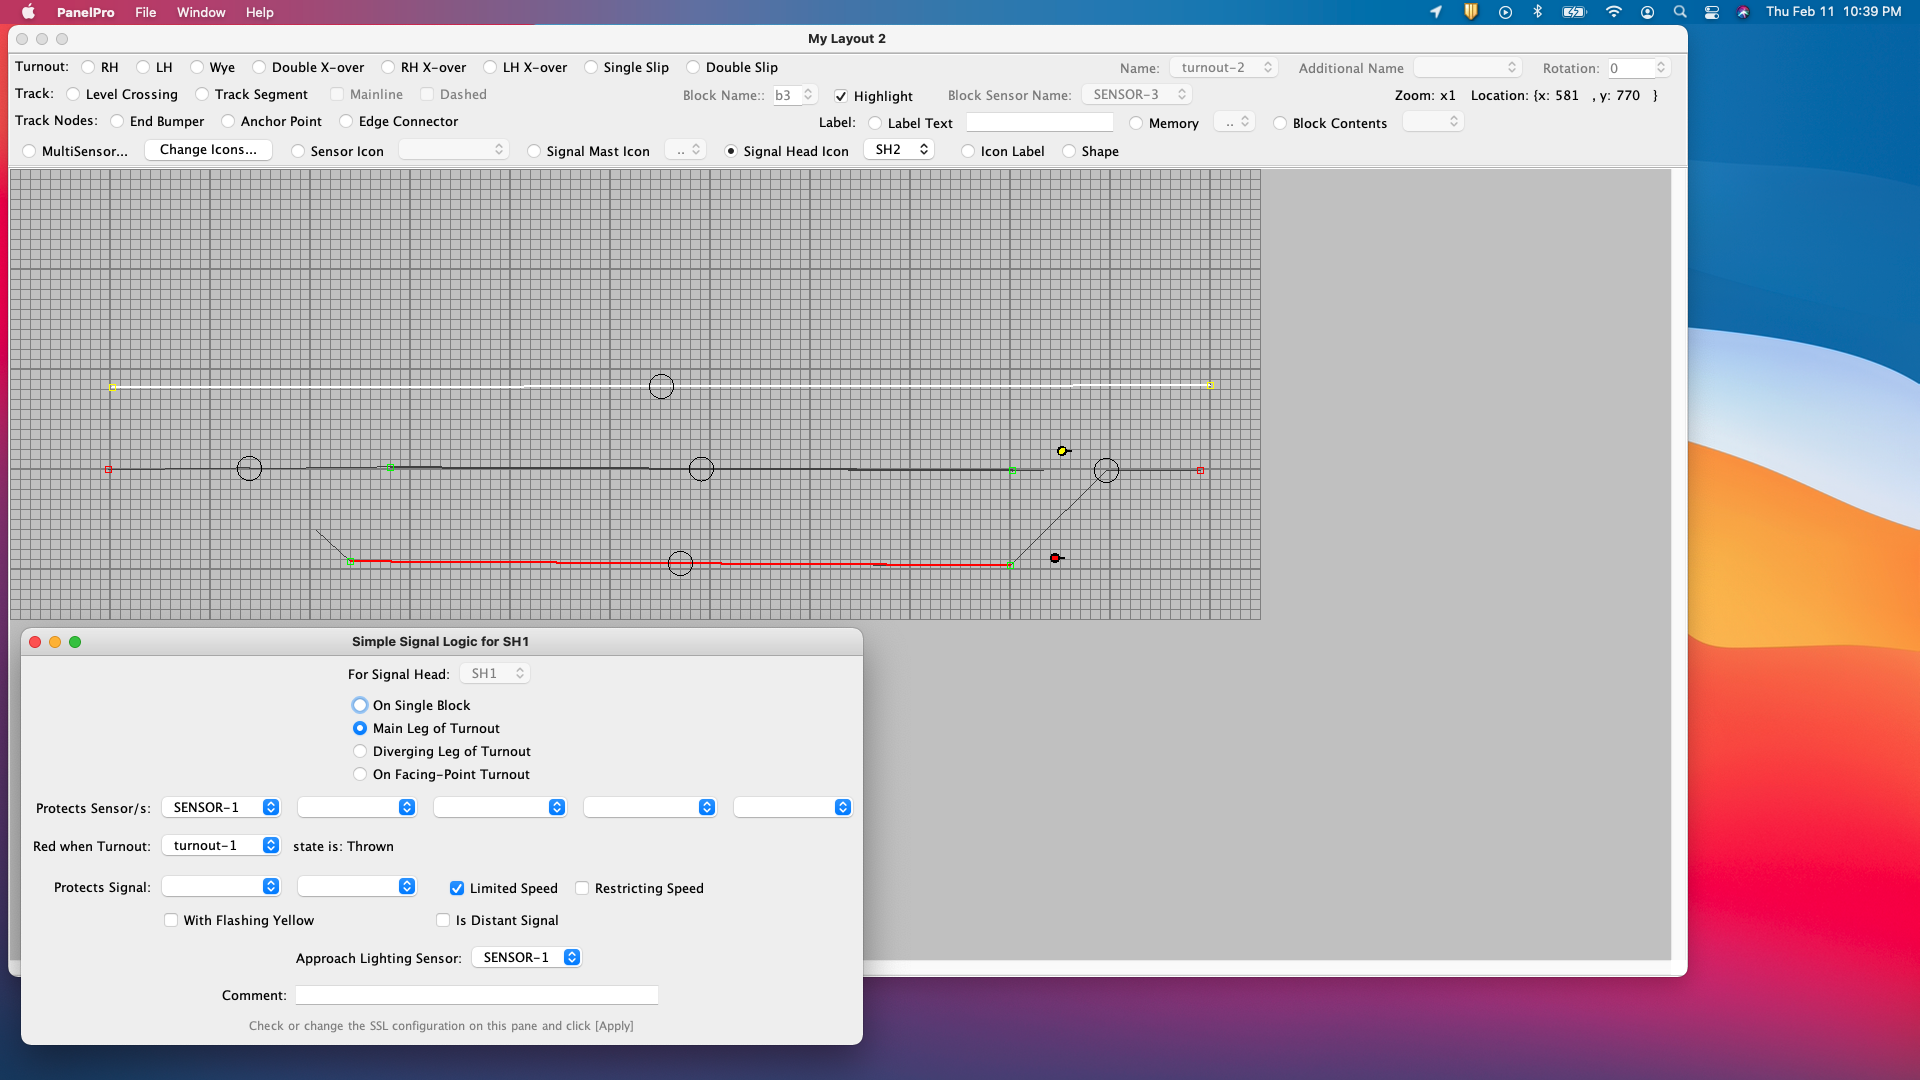 PanelPro File Window Help Thu Feb 11 10:39 PM
My Layout 2
Turnout: RH LH Wye Double X-over RH X-over LH X-over Single Slip Double Slip Name: turnout-2 Additional Name Rotation: 0
Track: Level Crossing Track Segment Mainline Dashed Block Name:: b3 Highlight Block Sensor Name: SENSOR-3 Zoom: x1 Location: {x: 581 , y: 770 }
Track Nodes: End Bumper Anchor Point Edge Connector Label: Label Text Memory .. Block Contents
MultiSensor... Change Icons... Sensor Icon Signal Mast Icon .. Signal Head Icon SH2 Icon Label Shape
Simple Signal Logic for SH1
For Signal Head: SH1
On Single Block
Main Leg of Turnout
Diverging Leg of Turnout
On Facing-Point Turnout
Protects Sensor/s: SENSOR-1
Red when Turnout: turnout-1 state is: Thrown
Protects Signal: Limited Speed Restricting Speed
With Flashing Yellow Is Distant Signal
Approach Lighting Sensor: SENSOR-1
Comment:
Check or change the SSL configuration on this pane and click [Apply]